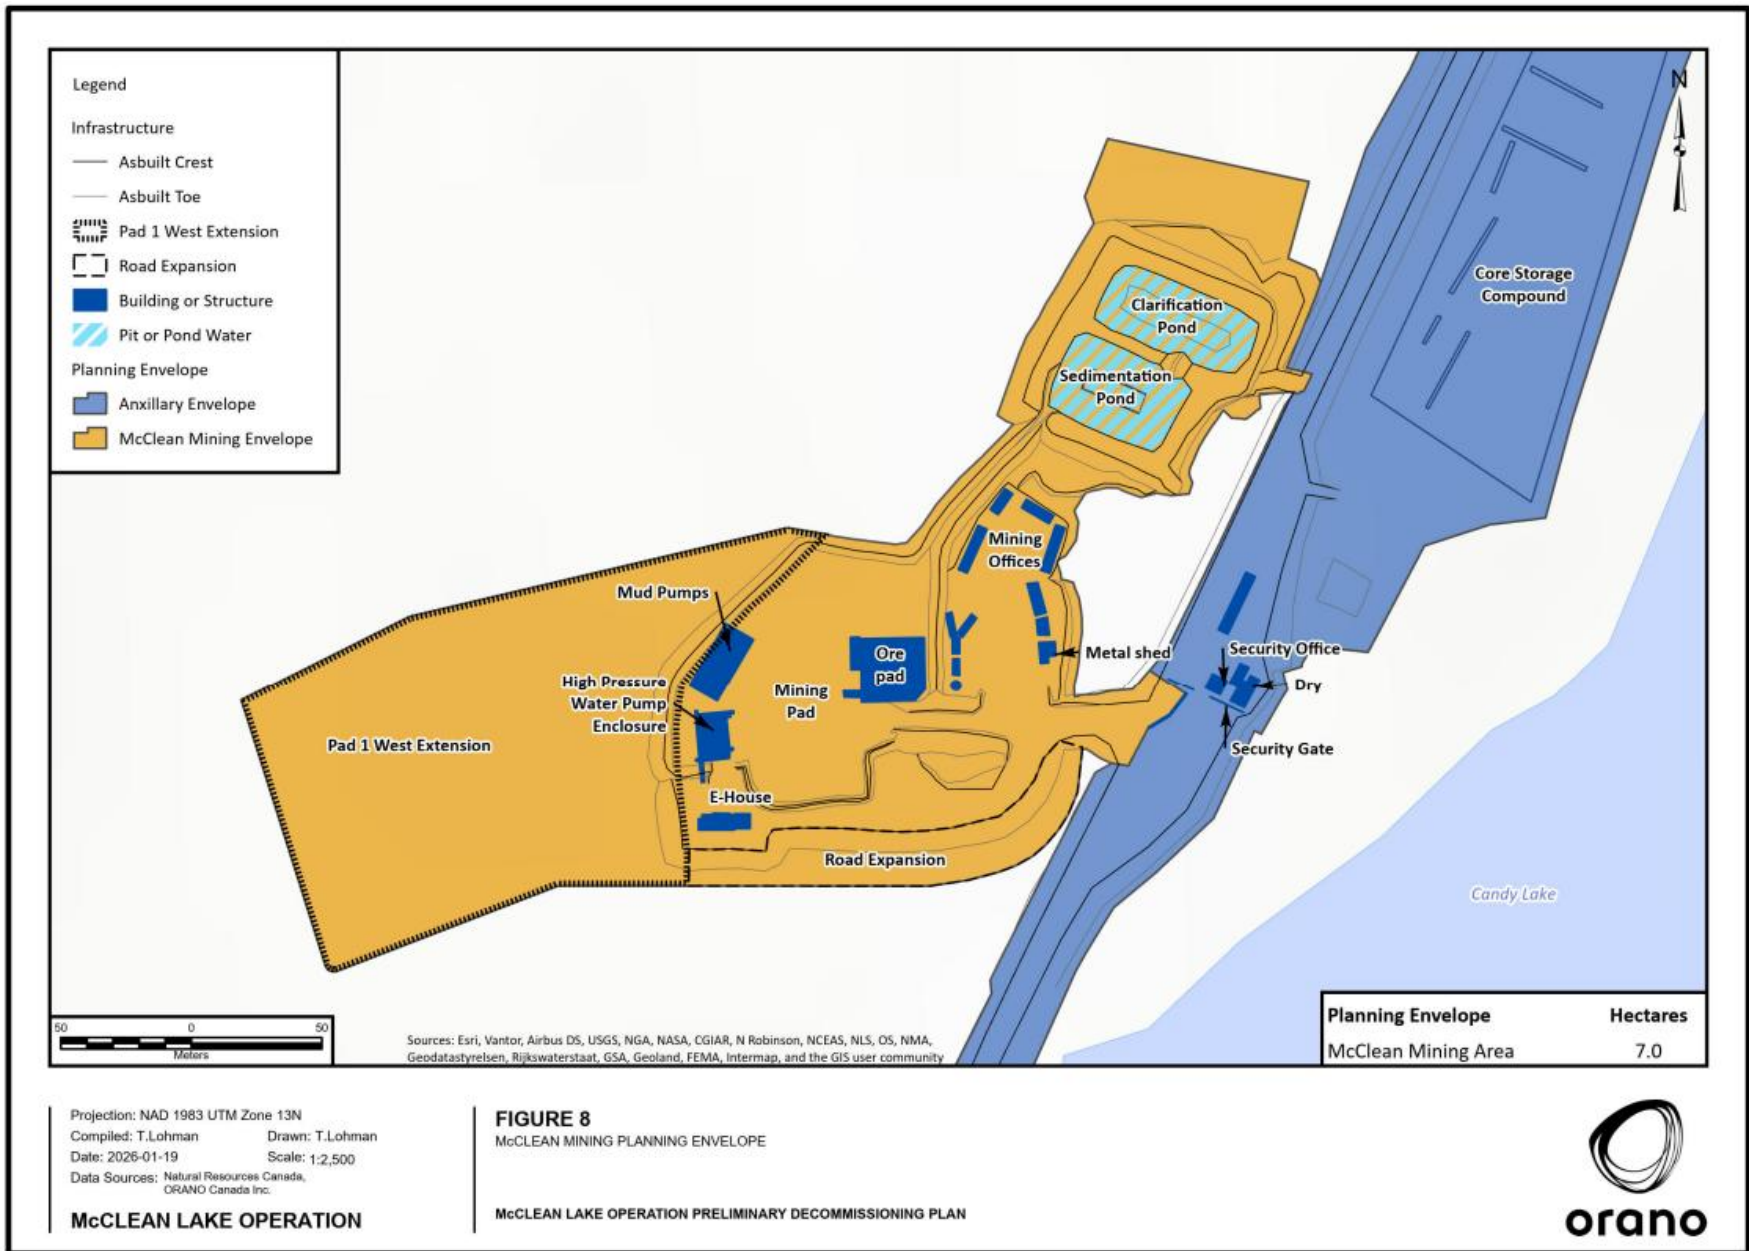 Legend
Infrastructure
Asbuilt Crest
Asbuilt Toe
Pad 1 West Extension
Road Expansion
Building or Structure
Pit or Pond Water
Planning Envelope
Anxillary Envelope
McClean Mining Envelope
N
Core Storage
Compound
Clarification
Pond
Sedimentation
Pond
Mining
Offices
Mud Pumps
Metal shed
Security Office
Dry
Security Gate
Ore
pad
High Pressure
Water Pump
Enclosure
Mining
Pad
Pad 1 West Extension
E-House
Road Expansion
Candy Lake
50 0 50
Meters
Sources: Esri, Vantor, Airbus DS, USGS, NGA, NASA, CGIAR, N Robinson, NCEAS, NLS, OS, NMA,
Geodatastyrelsen, Rijkswaterstaat, GSA, Geoland, FEMA, Intermap, and the GIS user community
Planning Envelope Hectares
McClean Mining Area 7.0
Projection: NAD 1983 UTM Zone 13N
Compiled: T.Lohman Drawn: T.Lohman
Date: 2026-01-19 Scale: 1:2,500
Data Sources: Natural Resources Canada,
ORANO Canada Inc.
McCLEAN LAKE OPERATION
FIGURE 8
McCLEAN MINING PLANNING ENVELOPE
McCLEAN LAKE OPERATION PRELIMINARY DECOMMISSIONING PLAN
orano